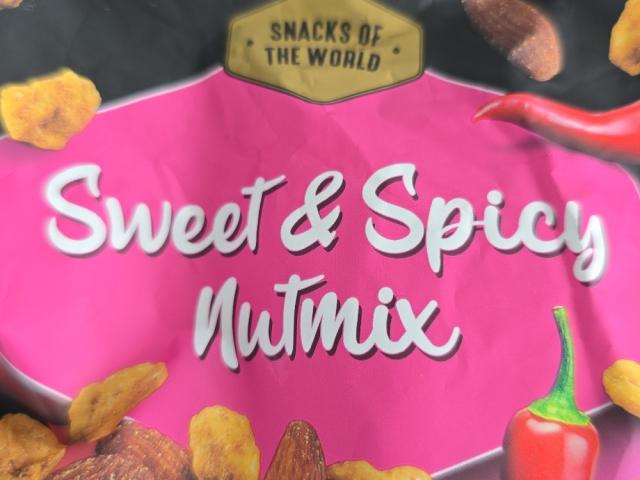 SNACKS OF
THE WORLD
Sweet & Spicy
Nutmix